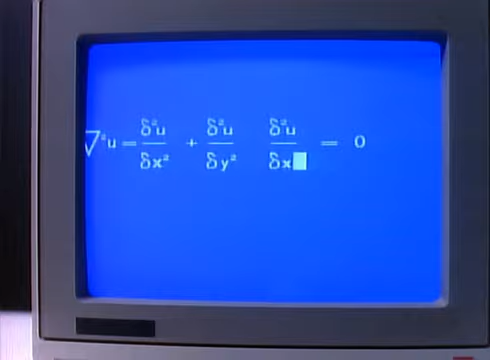 ∇²u = δ²u/δx² + δ²u/δy² δ²u/δx = 0